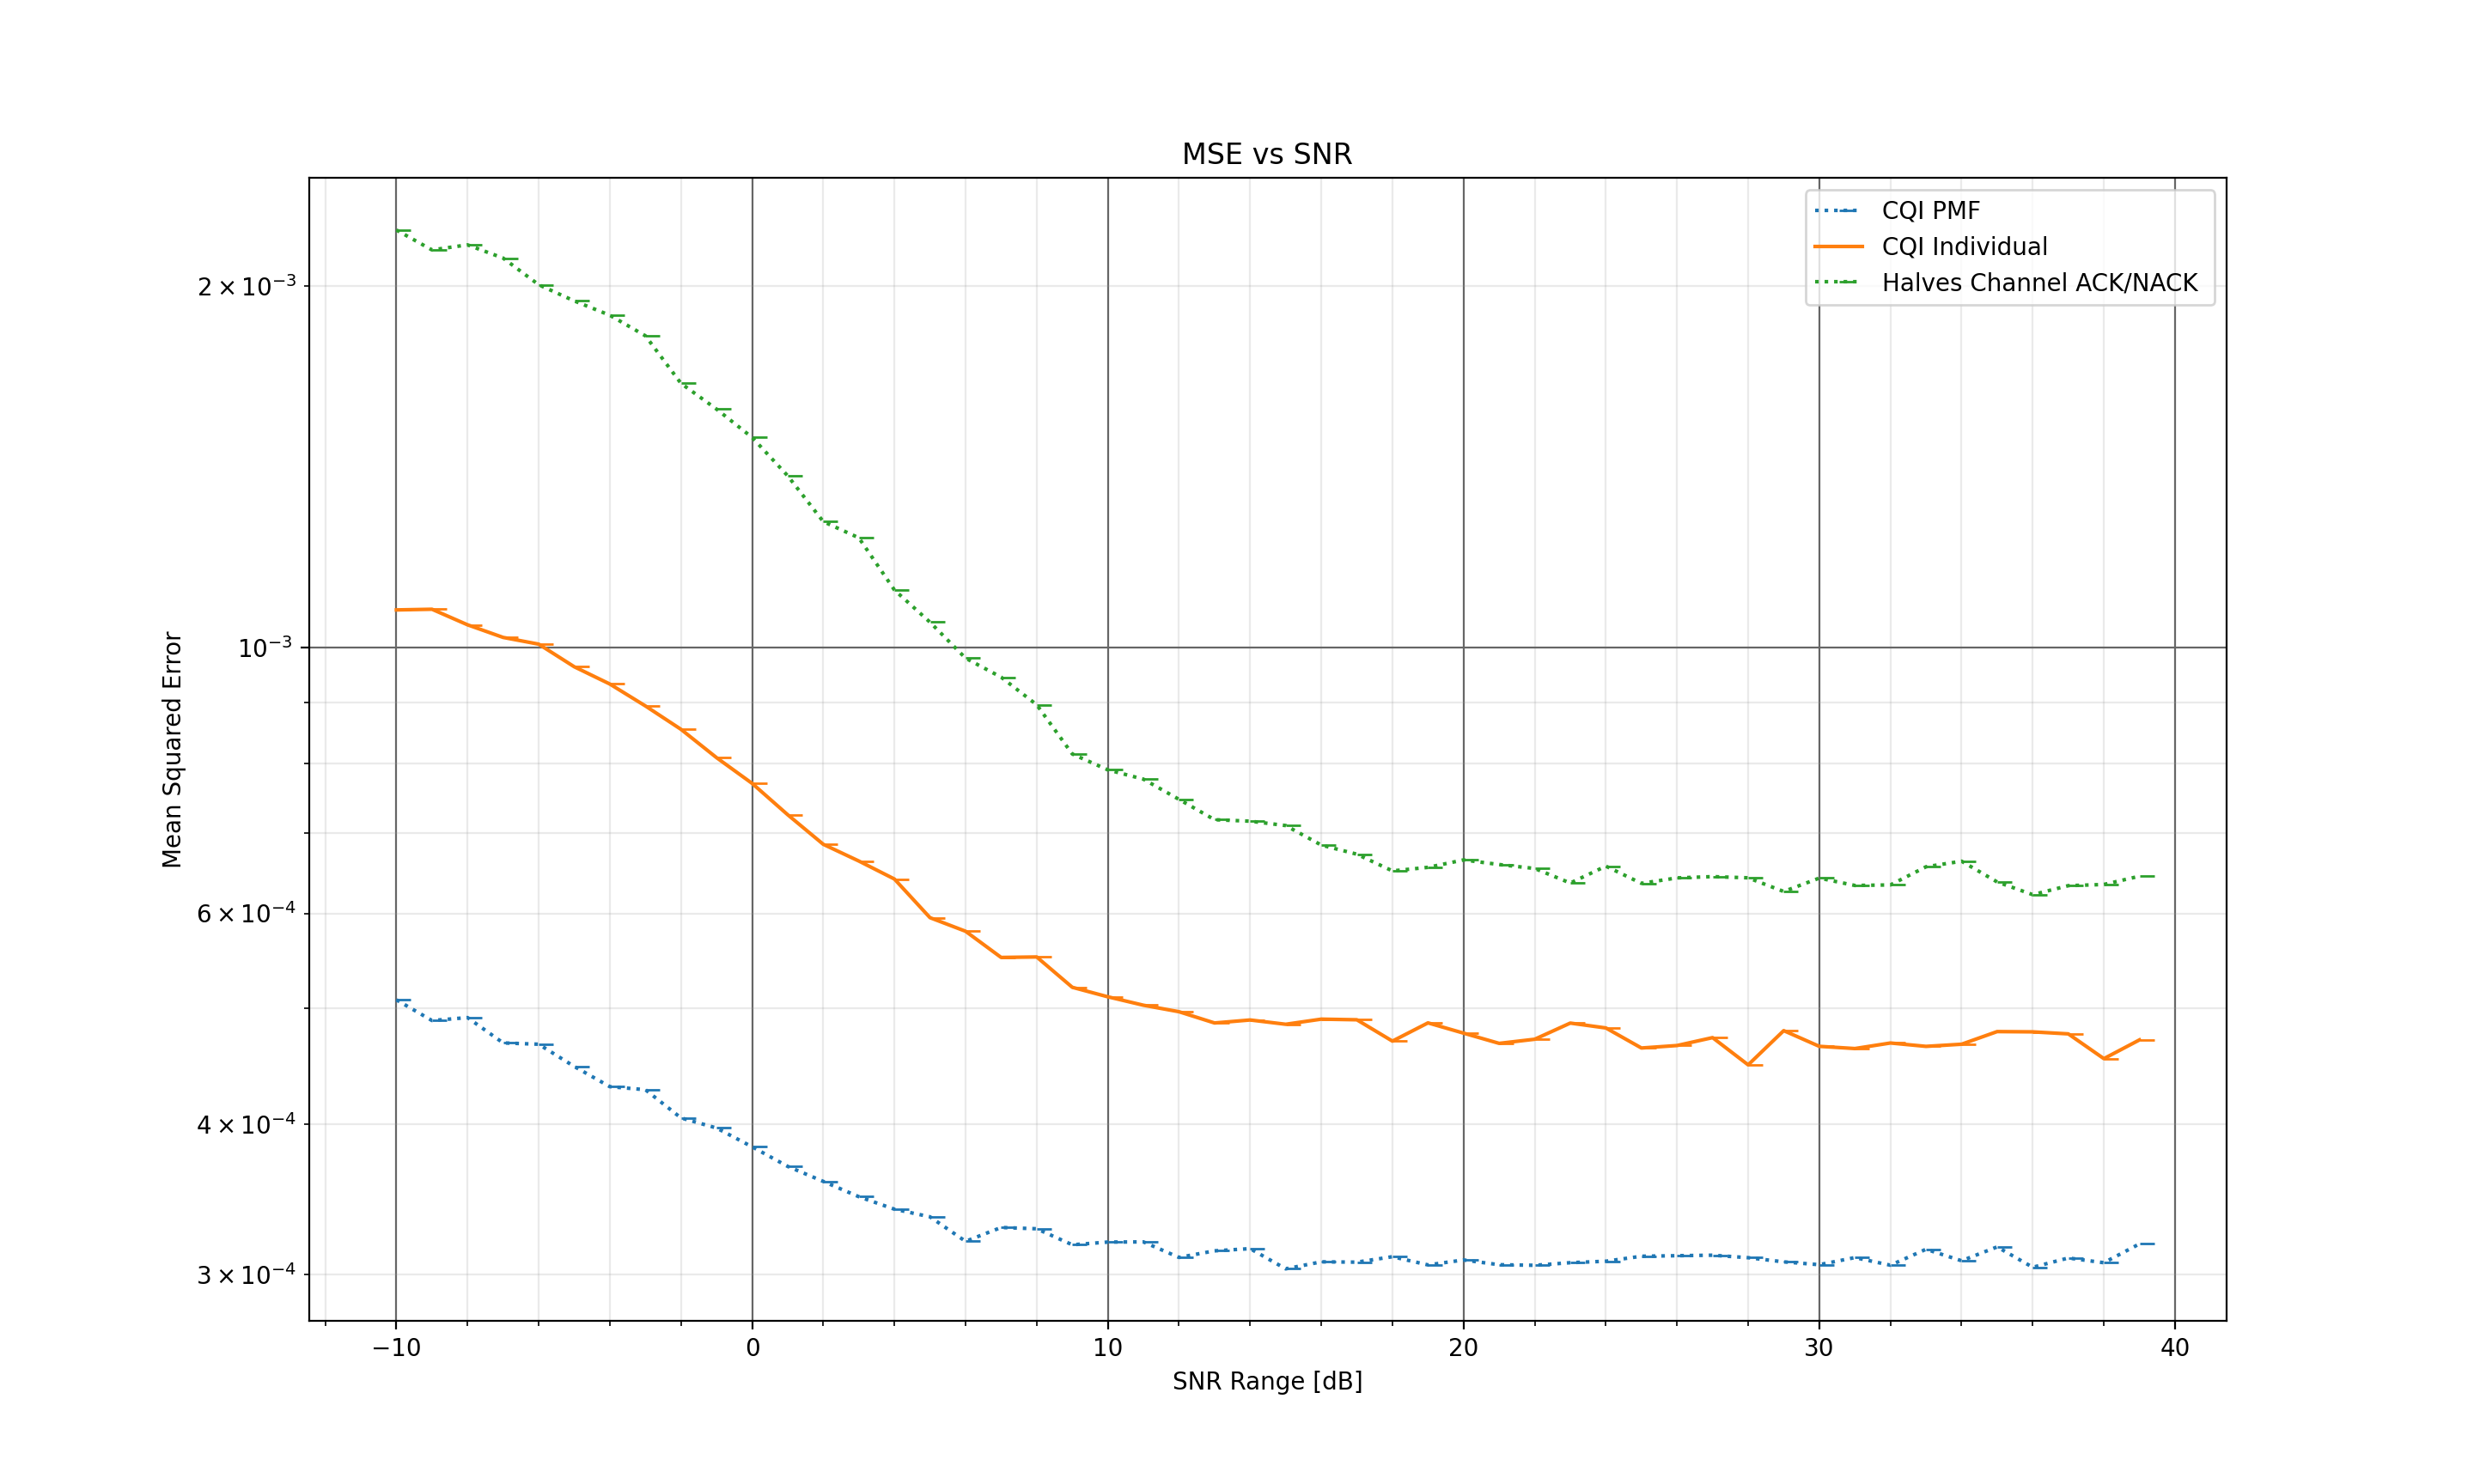 MSE vs SNR
CQI PMF
CQI Individual
Halves Channel ACK/NACK
Mean Squared Error
2 × 10⁻³
10⁻³
6 × 10⁻⁴
4 × 10⁻⁴
3 × 10⁻⁴
−10 0 10 20 30 40
SNR Range [dB]